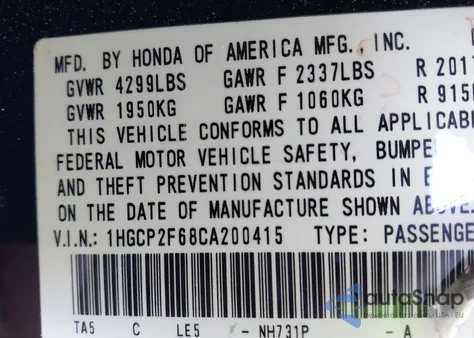 MFD. BY HONDA OF AMERICA MFG., INC.
GVWR 4299LBS GAWR F 2337LBS R 2017
GVWR 1950KG GAWR F 1060KG R 915
THIS VEHICLE CONFORMS TO ALL APPLICAB
FEDERAL MOTOR VEHICLE SAFETY, BUMPE
AND THEFT PREVENTION STANDARDS IN E
ON THE DATE OF MANUFACTURE SHOWN ABOVE
V.I.N.: 1HGCP2F68CA200415 TYPE: PASSENGE
autoSnap
TA5 C LE5 - NH731P - A